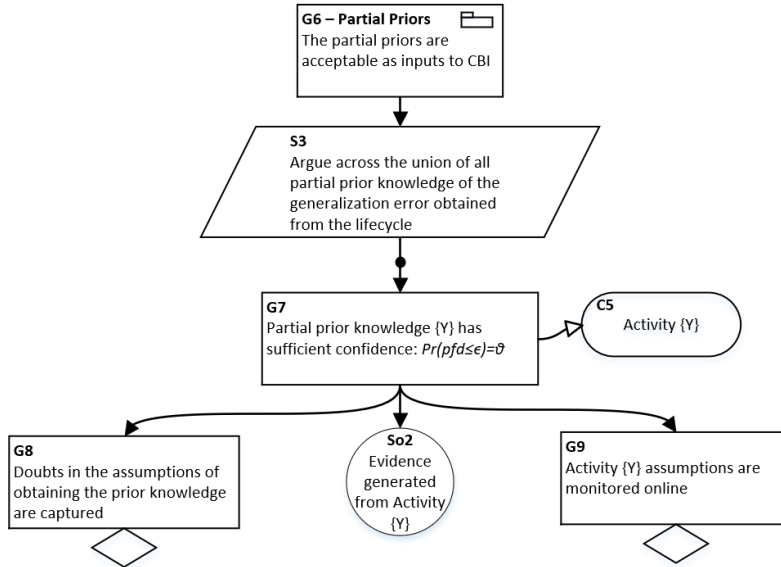 G6 – Partial Priors
The partial priors are
acceptable as inputs to CBI
S3
Argue across the union of all
partial prior knowledge of the
generalization error obtained
from the lifecycle
G7
Partial prior knowledge {Y} has
sufficient confidence: Pr(pfd≤ϵ)=θ
C5
Activity {Y}
G8
Doubts in the assumptions of
obtaining the prior knowledge
are captured
So2
Evidence
generated
from Activity
{Y}
G9
Activity {Y} assumptions are
monitored online